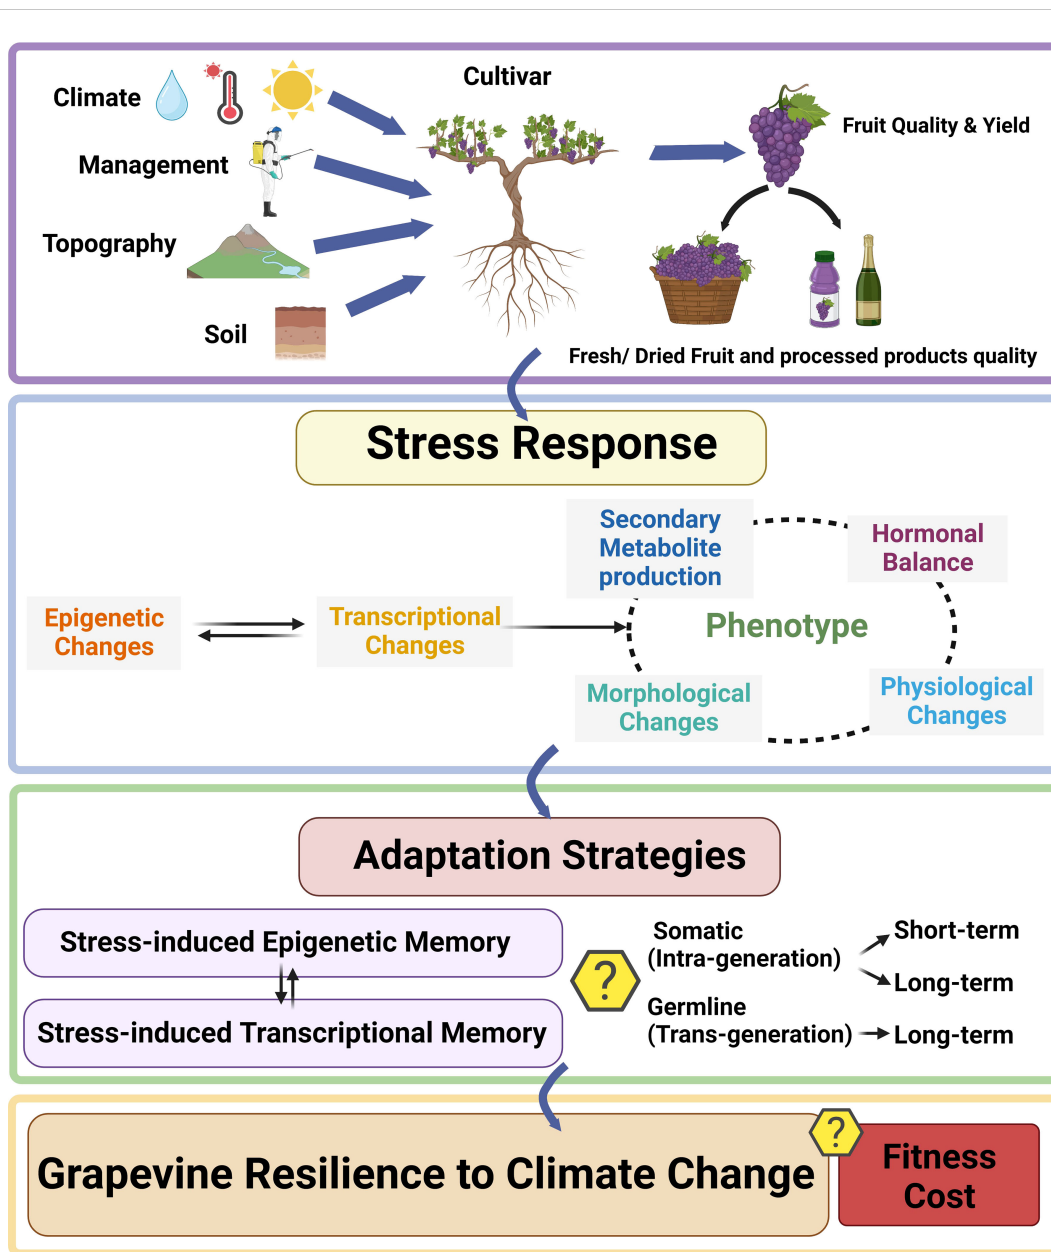 Climate
Cultivar
Fruit Quality & Yield
Management
Topography
Soil
Fresh/ Dried Fruit and processed products quality
Stress Response
Secondary
Metabolite
production
Hormonal
Balance
Epigenetic
Changes
Transcriptional
Changes
Phenotype
Morphological
Changes
Physiological
Changes
Adaptation Strategies
Stress-induced Epigenetic Memory
Stress-induced Transcriptional Memory
?
Somatic
(Intra-generation)
Short-term
Long-term
Germline
(Trans-generation)
Long-term
Grapevine Resilience to Climate Change
?
Fitness
Cost